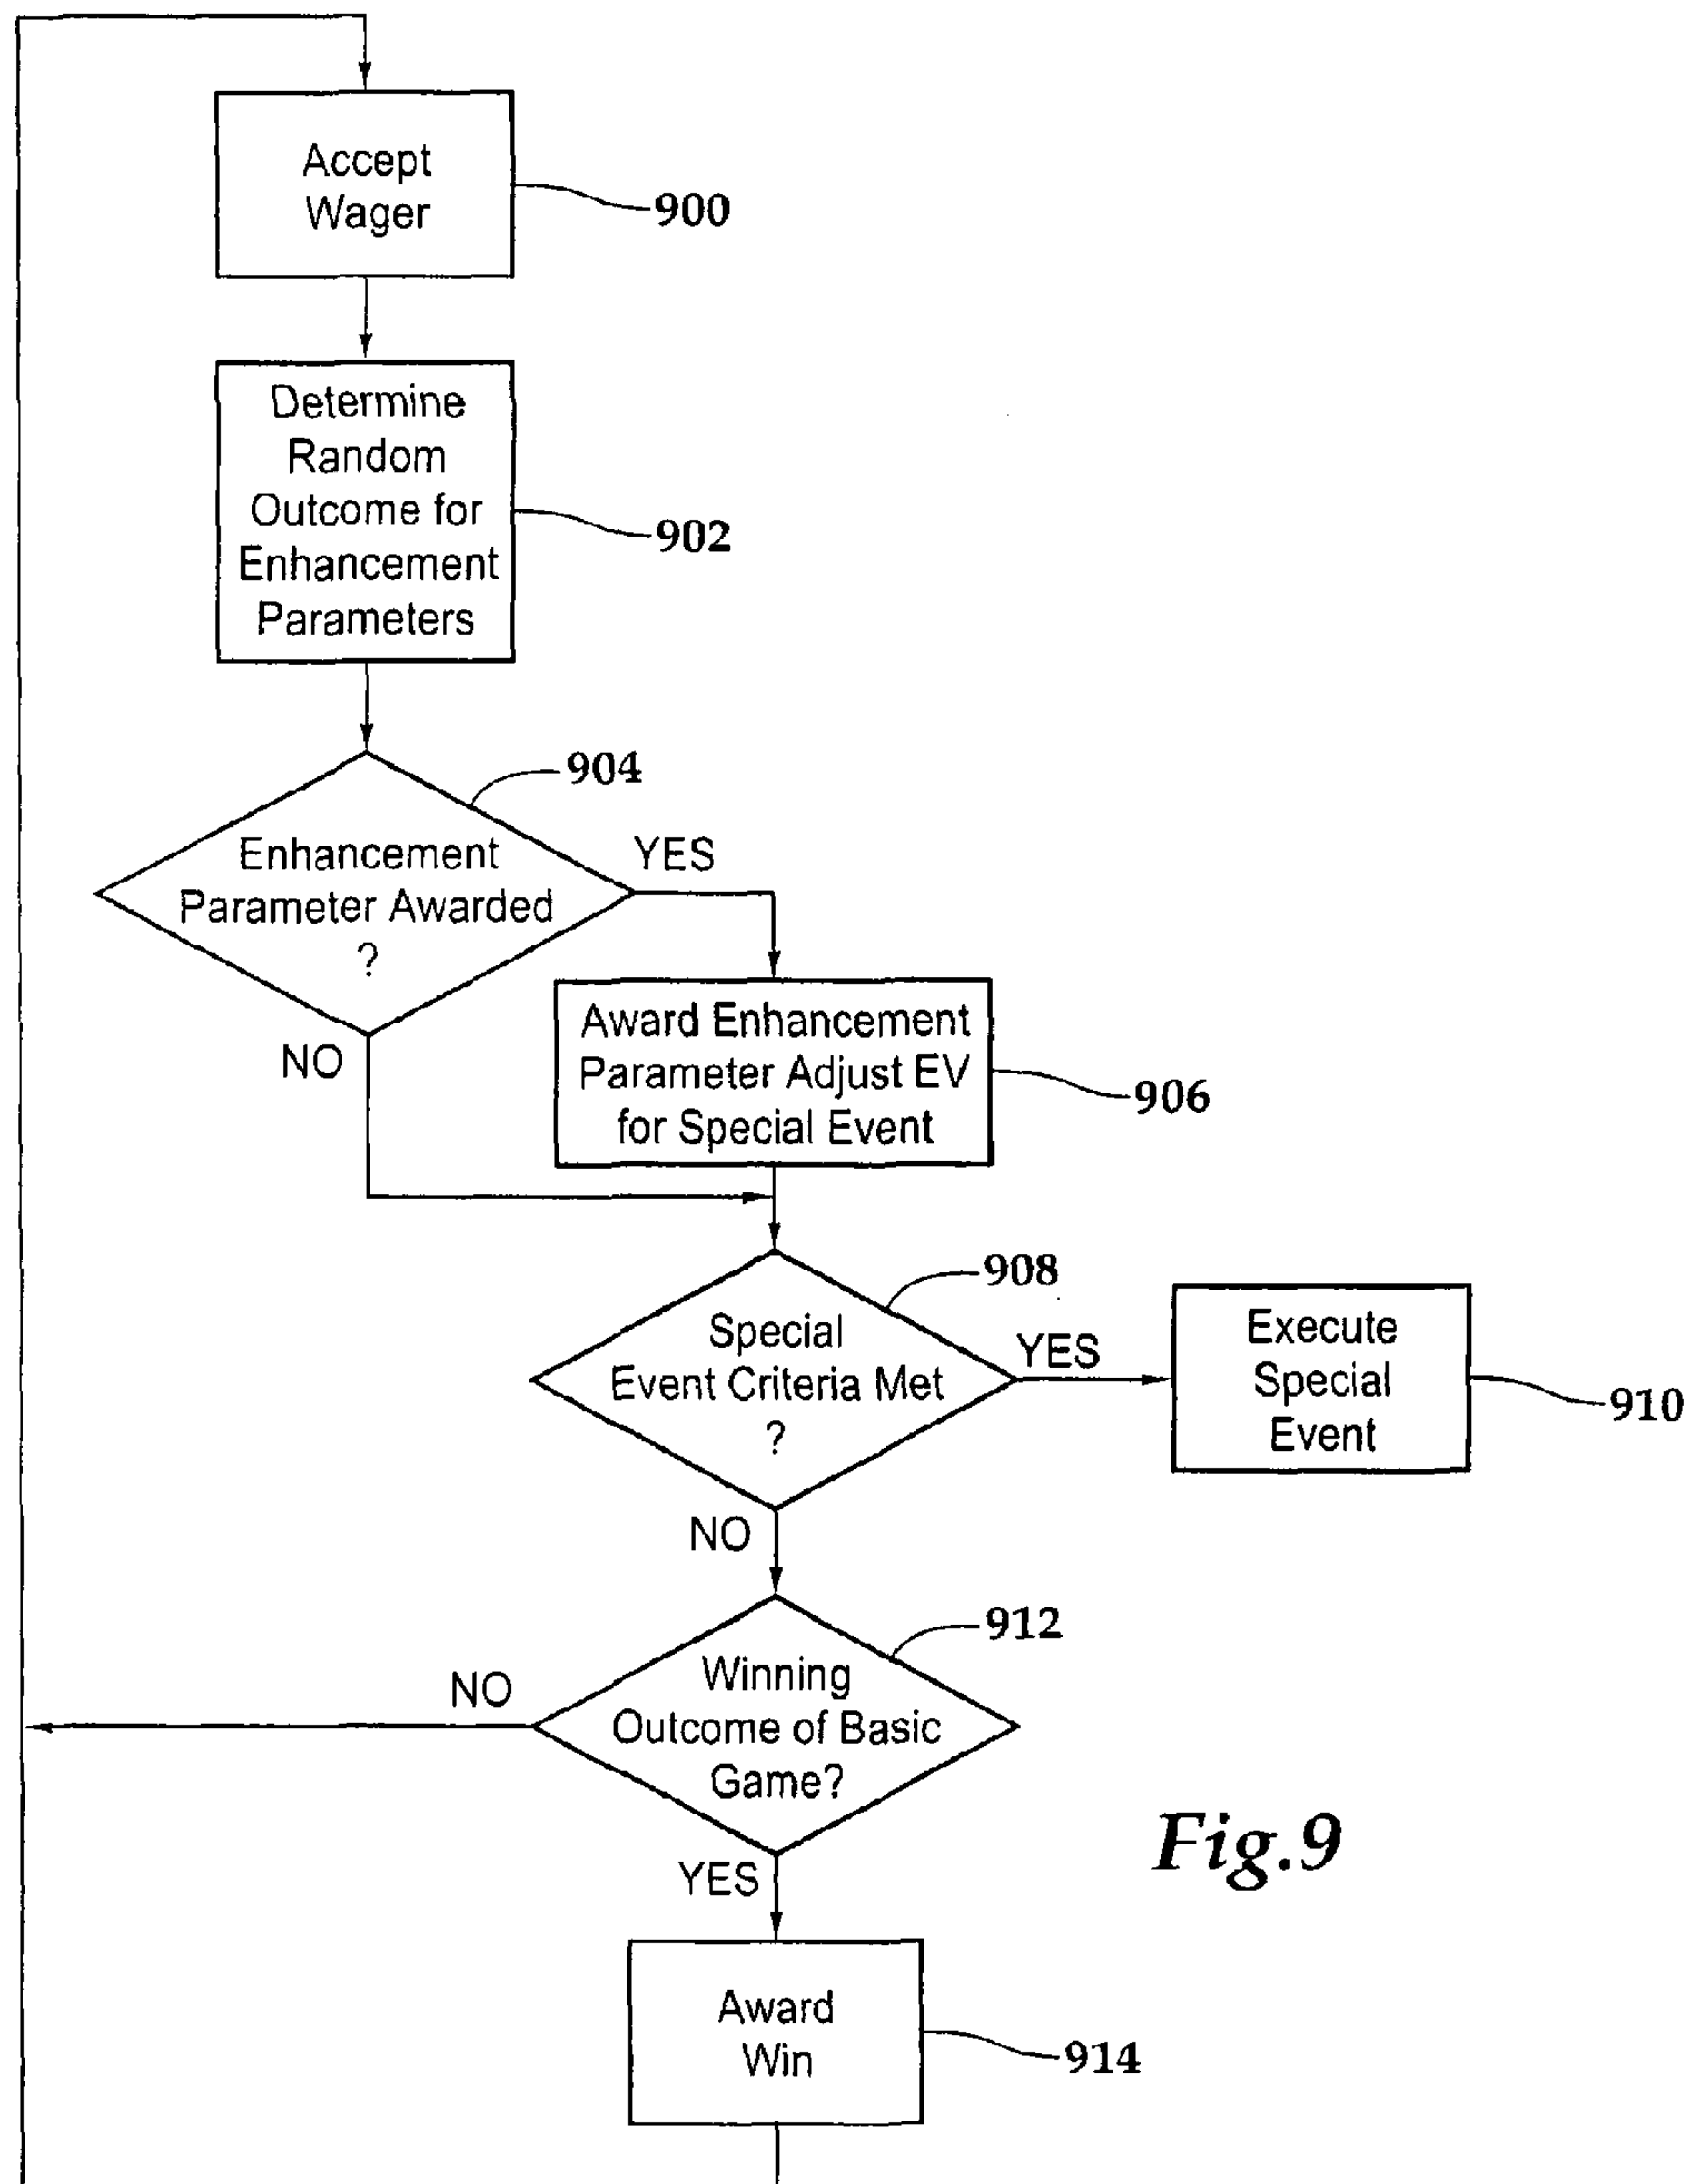 Accept
Wager
900
Determine
Random
Outcome for
Enhancement
Parameters
902
904
Enhancement
Parameter Awarded
?
YES
NO
Award Enhancement
Parameter Adjust EV
for Special Event
906
908
Special
Event Criteria Met
?
YES
Execute
Special
Event
910
NO
912
Winning
Outcome of Basic
Game?
NO
YES
Fig.9
Award
Win
914